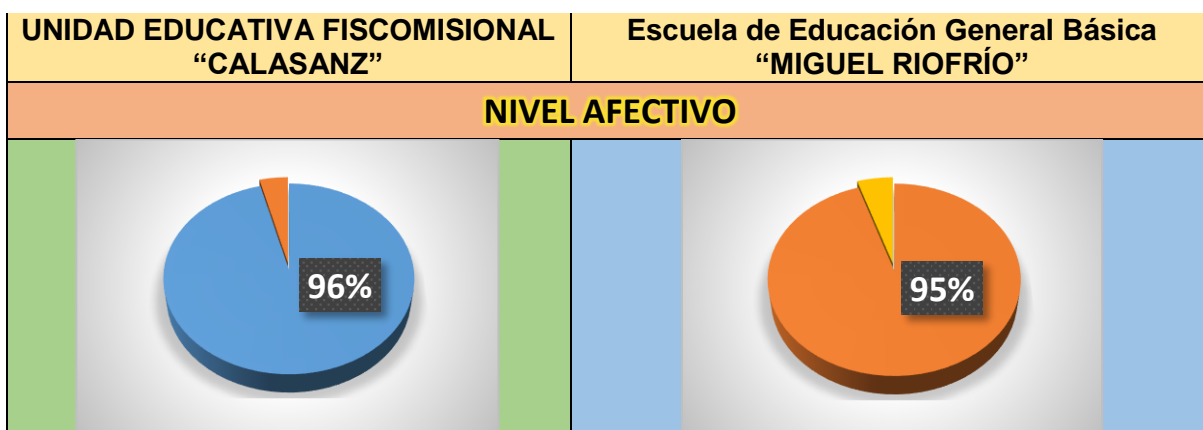 UNIDAD EDUCATIVA FISCOMISIONAL
“CALASANZ”
Escuela de Educación General Básica
“MIGUEL RIOFRÍO”
NIVEL AFECTIVO
96%
95%